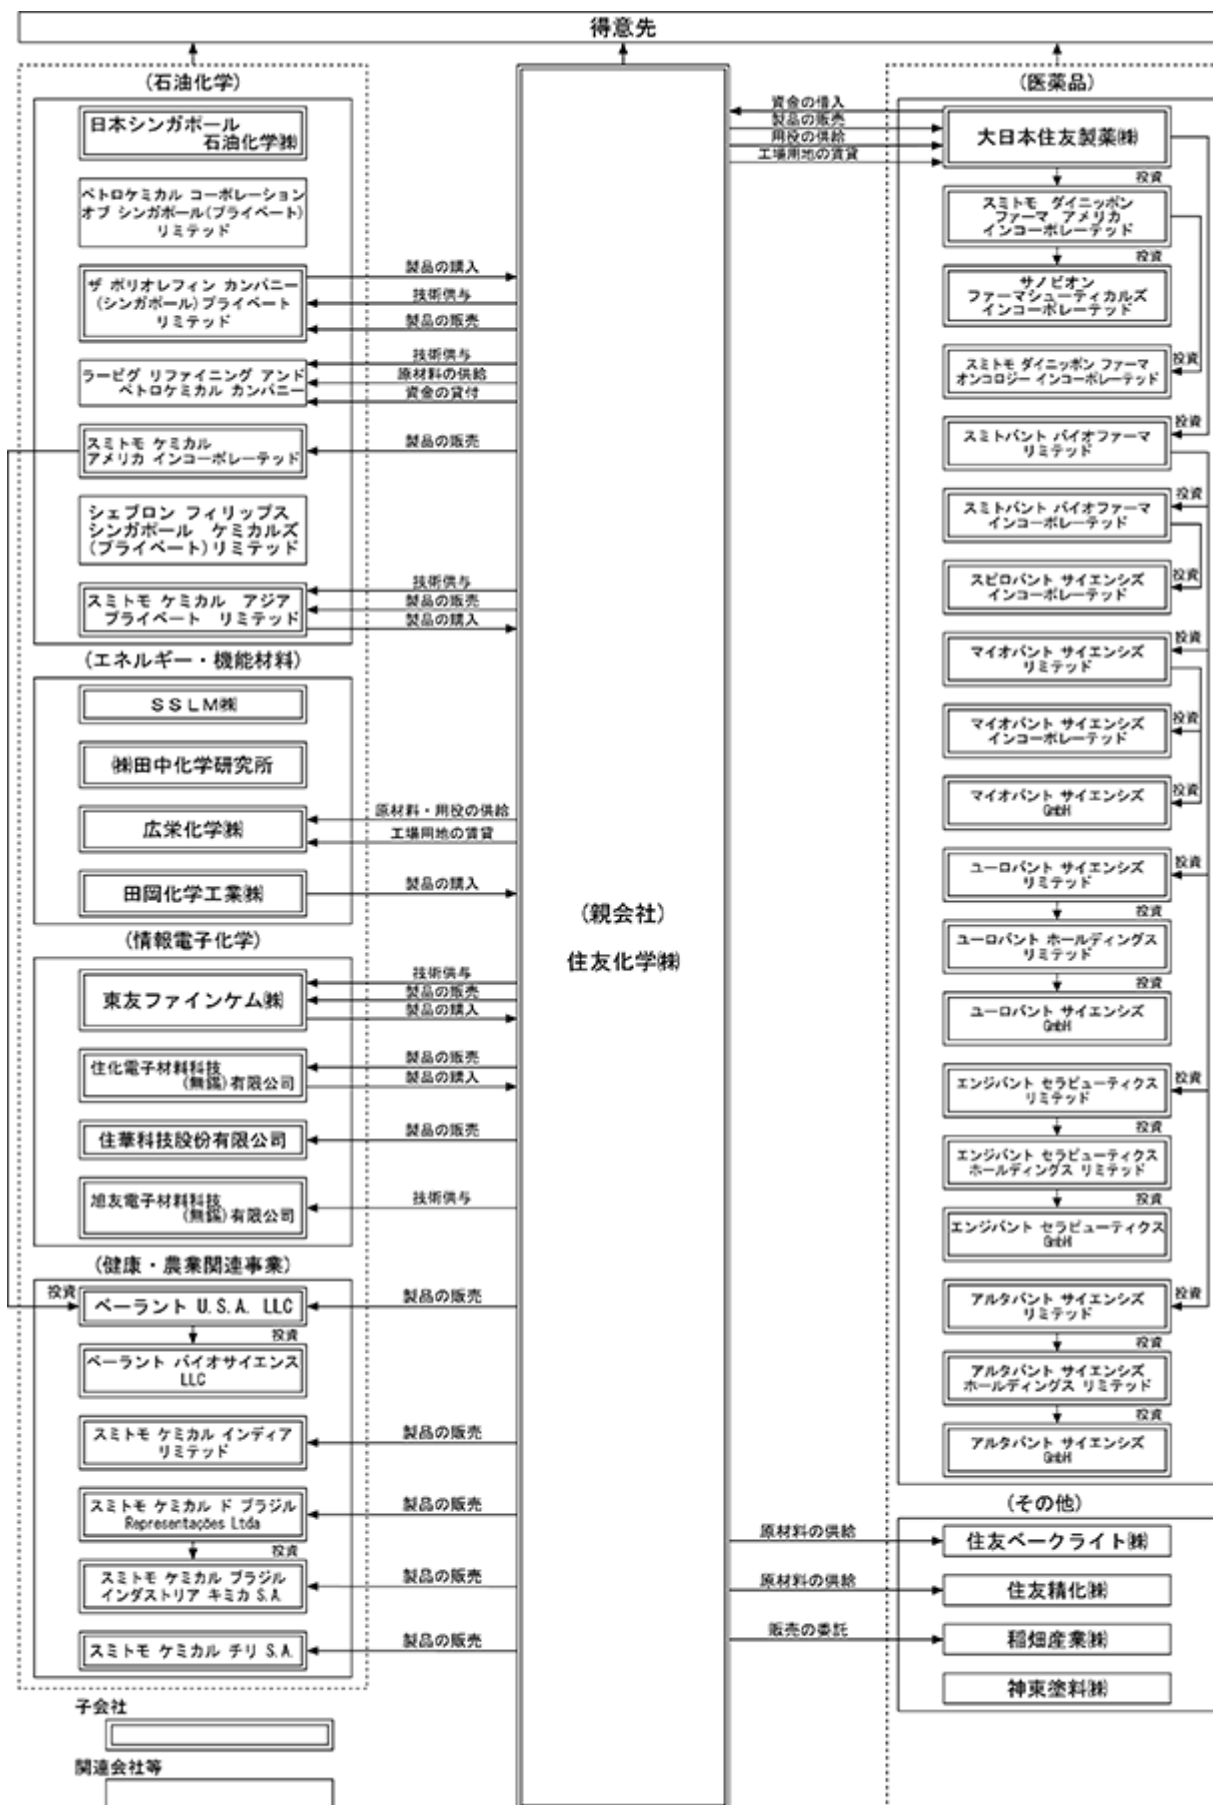 得意先
(石油化学)
日本シンガポール
石油化学㈱
ペトロケミカル コーポレーション
オブ シンガポール(プライベート)
リミテッド
ザ ポリオレフィン カンパニー
(シンガポール)プライベート
リミテッド
製品の購入
技術供与
製品の販売
ラービグ リファイニング アンド
ペトロケミカル カンパニー
技術供与
原材料の供給
資金の貸付
スミトモ ケミカル
アメリカ インコーポレーテッド
製品の販売
シェブロン フィリップス
シンガポール ケミカルズ
(プライベート)リミテッド
スミトモ ケミカル アジア
プライベート リミテッド
技術供与
製品の販売
製品の購入
(エネルギー・機能材料)
SSLM㈱
㈱田中化学研究所
広栄化学㈱
原材料・用役の供給
工場用地の賃貸
田岡化学工業㈱
製品の購入
(情報電子化学)
東友ファインケム㈱
技術供与
製品の販売
製品の購入
住化電子材料科技
(無錫)有限公司
製品の販売
製品の購入
住華科技股份有限公司
製品の販売
旭友電子材料科技
(無錫)有限公司
技術供与
(健康・農業関連事業)
投資
ベーラント U.S.A. LLC
製品の販売
投資
ベーラント バイオサイエンス
LLC
スミトモ ケミカル インディア
リミテッド
製品の販売
スミトモ ケミカル ド ブラジル
Representações Ltda
製品の販売
投資
スミトモ ケミカル ブラジル
インダストリア キミカ S.A.
製品の販売
スミトモ ケミカル チリ S.A.
製品の販売
子会社
関連会社等
(親会社)
住友化学㈱
(医薬品)
資金の借入
製品の販売
用役の供給
工場用地の賃貸
大日本住友製薬㈱
投資
スミトモ ダイニッポン
ファーマ アメリカ
インコーポレーテッド
投資
サノビオン
ファーマシューティカルズ
インコーポレーテッド
スミトモ ダイニッポン ファーマ
オンコロジー インコーポレーテッド
投資
スミトバント バイオファーマ
リミテッド
投資
スミトバント バイオファーマ
インコーポレーテッド
投資
スピロバント サイエンシズ
インコーポレーテッド
投資
マイオバント サイエンシズ
リミテッド
投資
マイオバント サイエンシズ
インコーポレーテッド
投資
マイオバント サイエンシズ
GmbH
投資
ユーロバント サイエンシズ
リミテッド
投資
投資
ユーロバント ホールディングス
リミテッド
投資
ユーロバント サイエンシズ
GmbH
エンジバント セラピューティクス
リミテッド
投資
投資
エンジバント セラピューティクス
ホールディングス リミテッド
投資
エンジバント セラピューティクス
GmbH
アルタバント サイエンシズ
リミテッド
投資
投資
アルタバント サイエンシズ
ホールディングス リミテッド
投資
アルタバント サイエンシズ
GmbH
(その他)
原材料の供給
住友ベークライト㈱
原材料の供給
住友精化㈱
販売の委託
稲畑産業㈱
神東塗料㈱